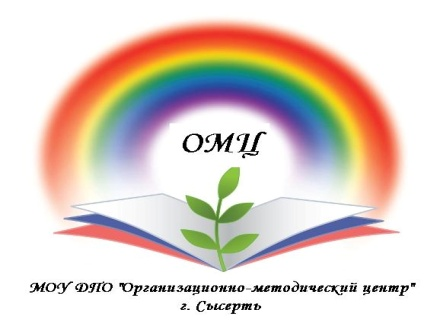 ОМЦ
МОУ ДПО "Организационно-методический центр"
г. Сысерть